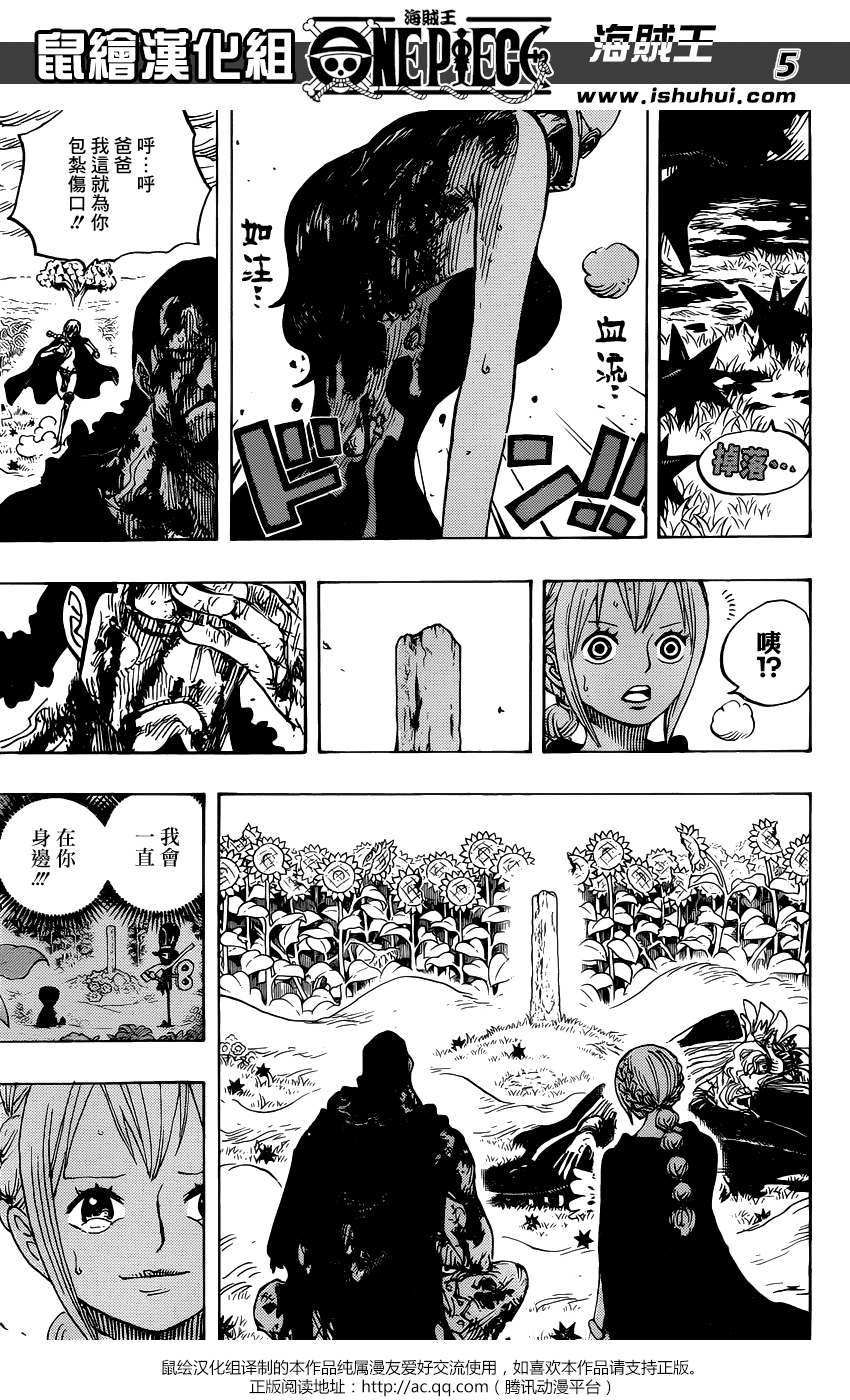 鼠繪漢化組
海賊王
ONE PIECE
海賊王
5
www.ishuhui.com
掉落…
血流…
如注…
ドン!!
呼…呼
爸爸
我這就為你
包紮傷口!!
咦!?
我會
一直
在你
身邊!!!
鼠绘汉化组译制的本作品纯属漫友爱好交流使用，如喜欢本作品请支持正版。
正版阅读地址：http://ac.qq.com（腾讯动漫平台）